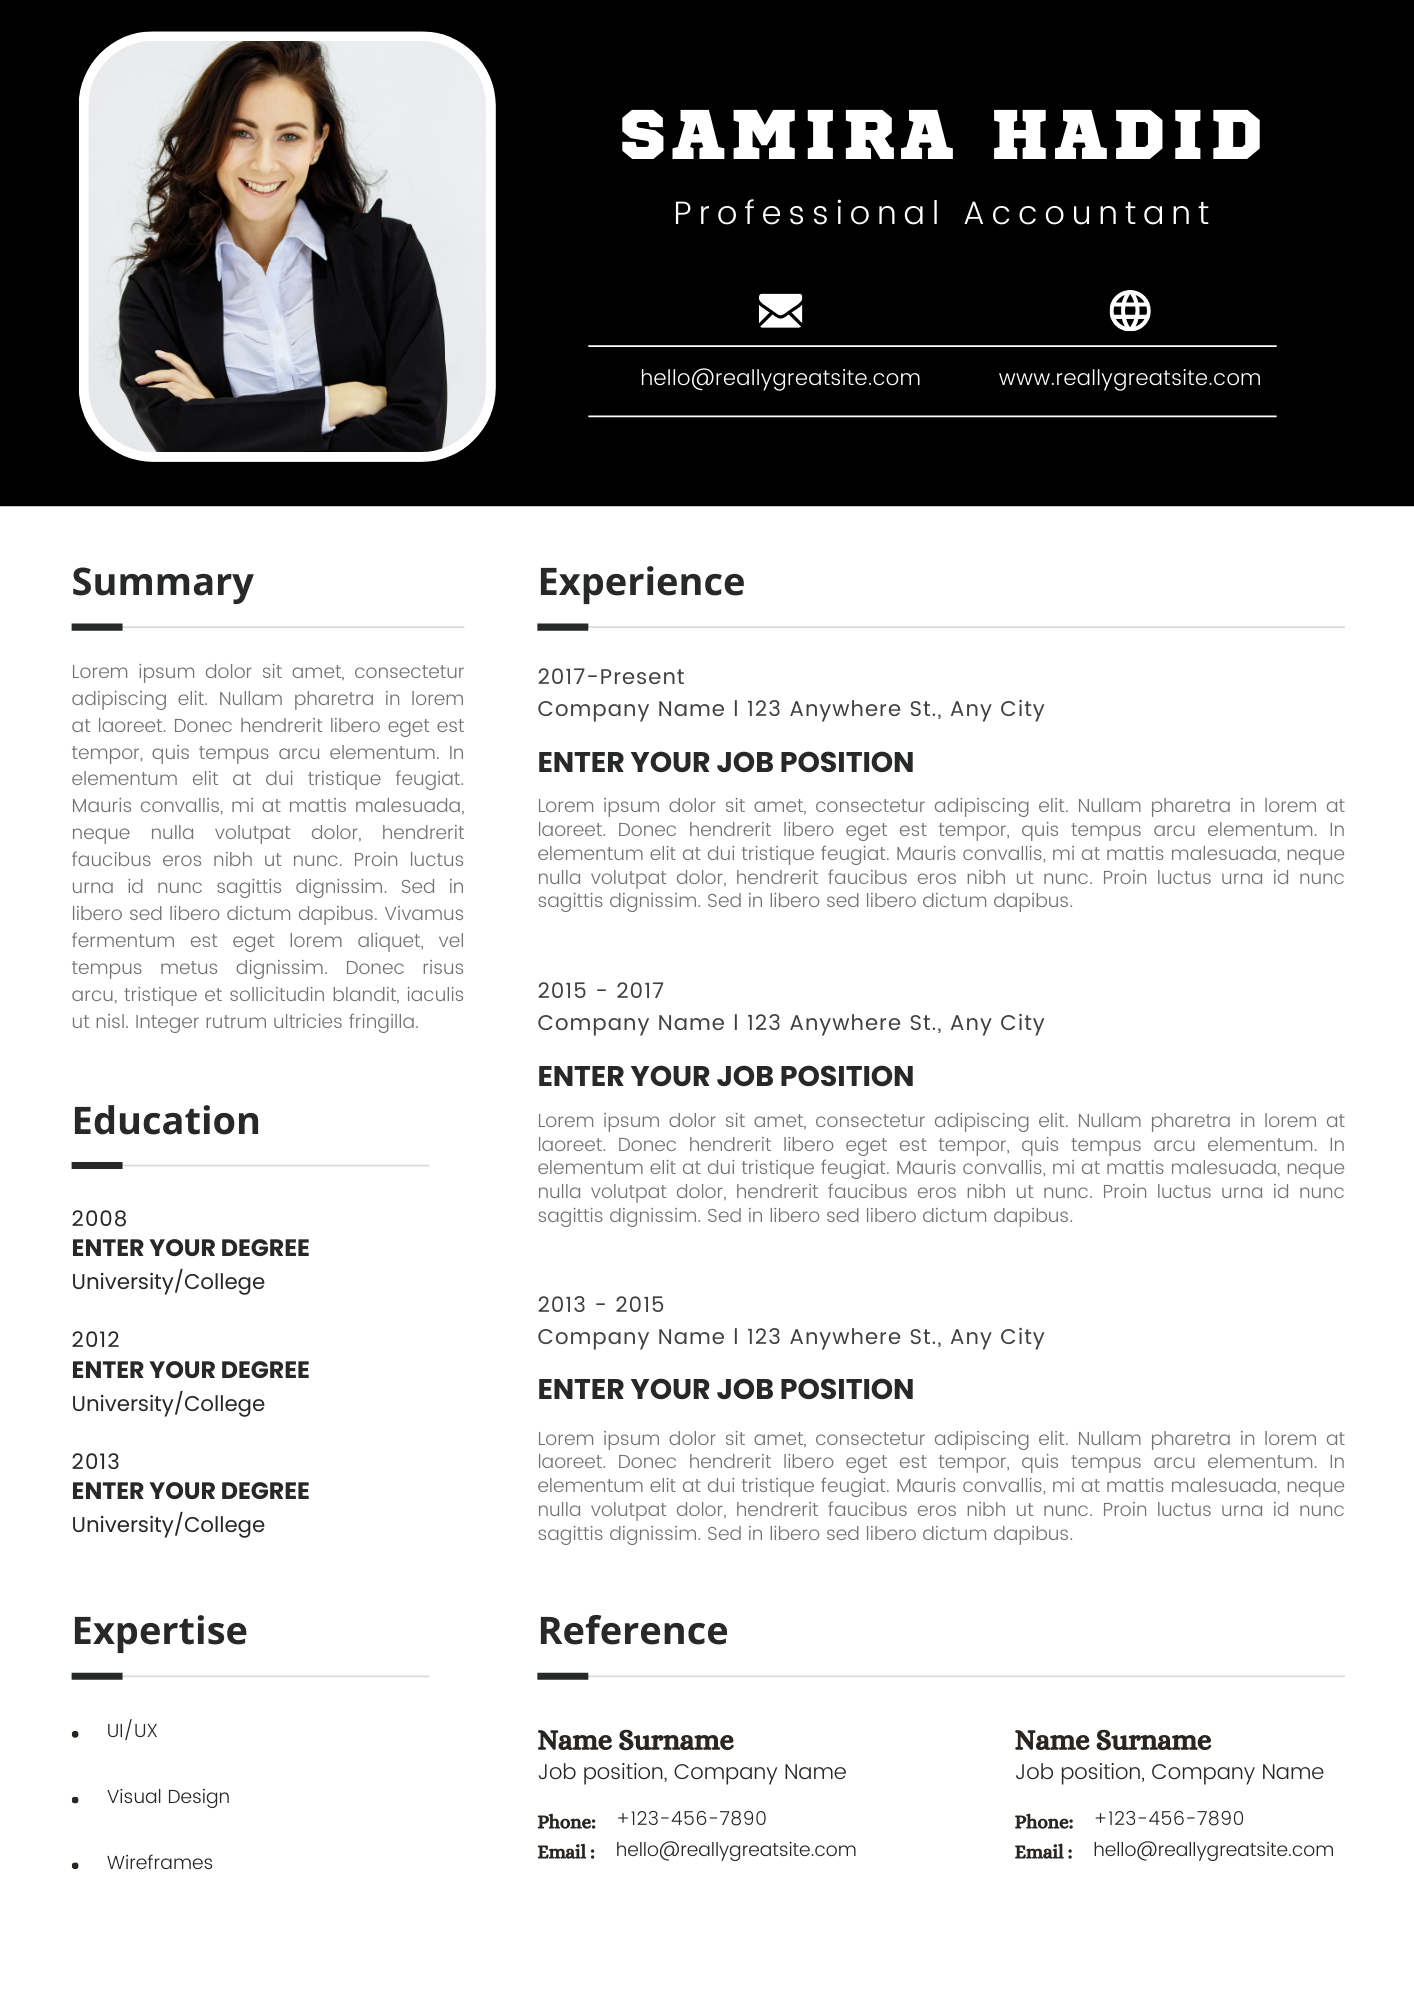 SAMIRA HADID
Professional Accountant
hello@reallygreatsite.com
www.reallygreatsite.com
Summary
Lorem ipsum dolor sit amet, consectetur
adipiscing elit. Nullam pharetra in lorem
at laoreet. Donec hendrerit libero eget est
tempor, quis tempus arcu elementum. In
elementum elit at dui tristique feugiat.
Mauris convallis, mi at mattis malesuada,
neque nulla volutpat dolor, hendrerit
faucibus eros nibh ut nunc. Proin luctus
urna id nunc sagittis dignissim. Sed in
libero sed libero dictum dapibus. Vivamus
fermentum est eget lorem aliquet, vel
tempus metus dignissim. Donec risus
arcu, tristique et sollicitudin blandit, iaculis
ut nisl. Integer rutrum ultricies fringilla.
Education
2008
ENTER YOUR DEGREE
University/College
2012
ENTER YOUR DEGREE
University/College
2013
ENTER YOUR DEGREE
University/College
Expertise
• UI/UX
• Visual Design
• Wireframes
Experience
2017-Present
Company Name l 123 Anywhere St., Any City
ENTER YOUR JOB POSITION
Lorem ipsum dolor sit amet, consectetur adipiscing elit. Nullam pharetra in lorem at
laoreet. Donec hendrerit libero eget est tempor, quis tempus arcu elementum. In
elementum elit at dui tristique feugiat. Mauris convallis, mi at mattis malesuada, neque
nulla volutpat dolor, hendrerit faucibus eros nibh ut nunc. Proin luctus urna id nunc
sagittis dignissim. Sed in libero sed libero dictum dapibus.
2015 - 2017
Company Name l 123 Anywhere St., Any City
ENTER YOUR JOB POSITION
Lorem ipsum dolor sit amet, consectetur adipiscing elit. Nullam pharetra in lorem at
laoreet. Donec hendrerit libero eget est tempor, quis tempus arcu elementum. In
elementum elit at dui tristique feugiat. Mauris convallis, mi at mattis malesuada, neque
nulla volutpat dolor, hendrerit faucibus eros nibh ut nunc. Proin luctus urna id nunc
sagittis dignissim. Sed in libero sed libero dictum dapibus.
2013 - 2015
Company Name l 123 Anywhere St., Any City
ENTER YOUR JOB POSITION
Lorem ipsum dolor sit amet, consectetur adipiscing elit. Nullam pharetra in lorem at
laoreet. Donec hendrerit libero eget est tempor, quis tempus arcu elementum. In
elementum elit at dui tristique feugiat. Mauris convallis, mi at mattis malesuada, neque
nulla volutpat dolor, hendrerit faucibus eros nibh ut nunc. Proin luctus urna id nunc
sagittis dignissim. Sed in libero sed libero dictum dapibus.
Reference
Name Surname
Job position, Company Name
Phone: +123-456-7890
Email : hello@reallygreatsite.com
Name Surname
Job position, Company Name
Phone: +123-456-7890
Email : hello@reallygreatsite.com